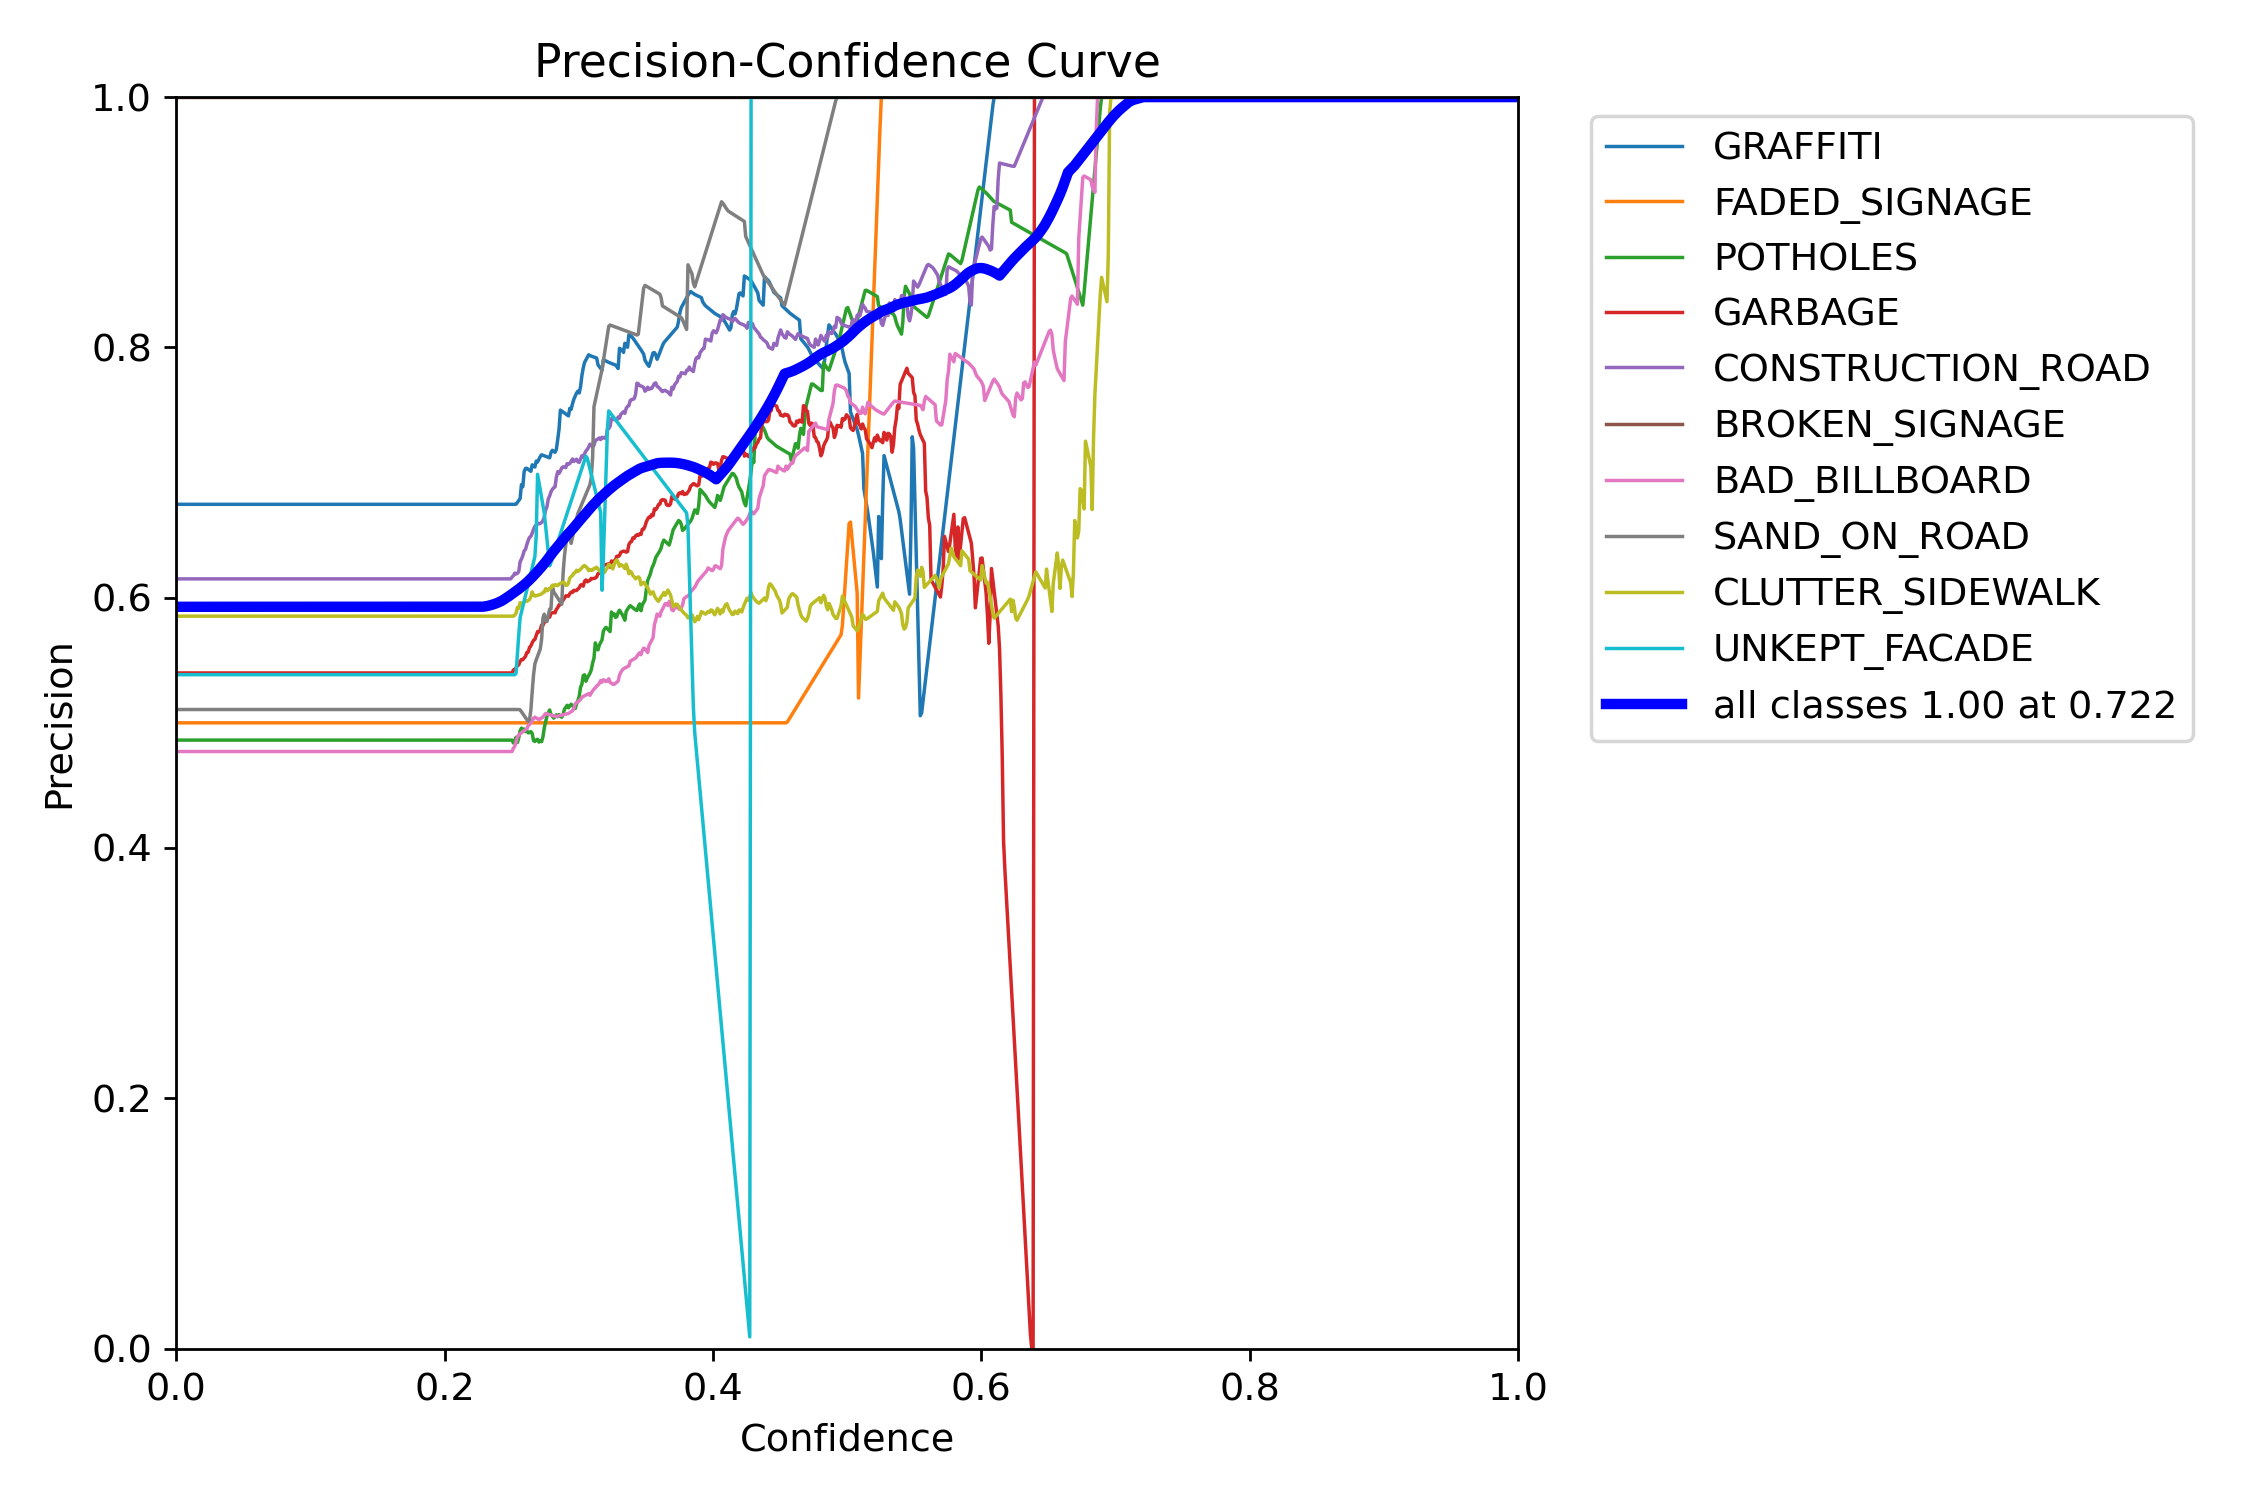 Precision-Confidence Curve
1.0
0.8
0.6
0.4
0.2
0.0
Precision
0.0 0.2 0.4 0.6 0.8 1.0
Confidence
GRAFFITI
FADED_SIGNAGE
POTHOLES
GARBAGE
CONSTRUCTION_ROAD
BROKEN_SIGNAGE
BAD_BILLBOARD
SAND_ON_ROAD
CLUTTER_SIDEWALK
UNKEPT_FACADE
all classes 1.00 at 0.722